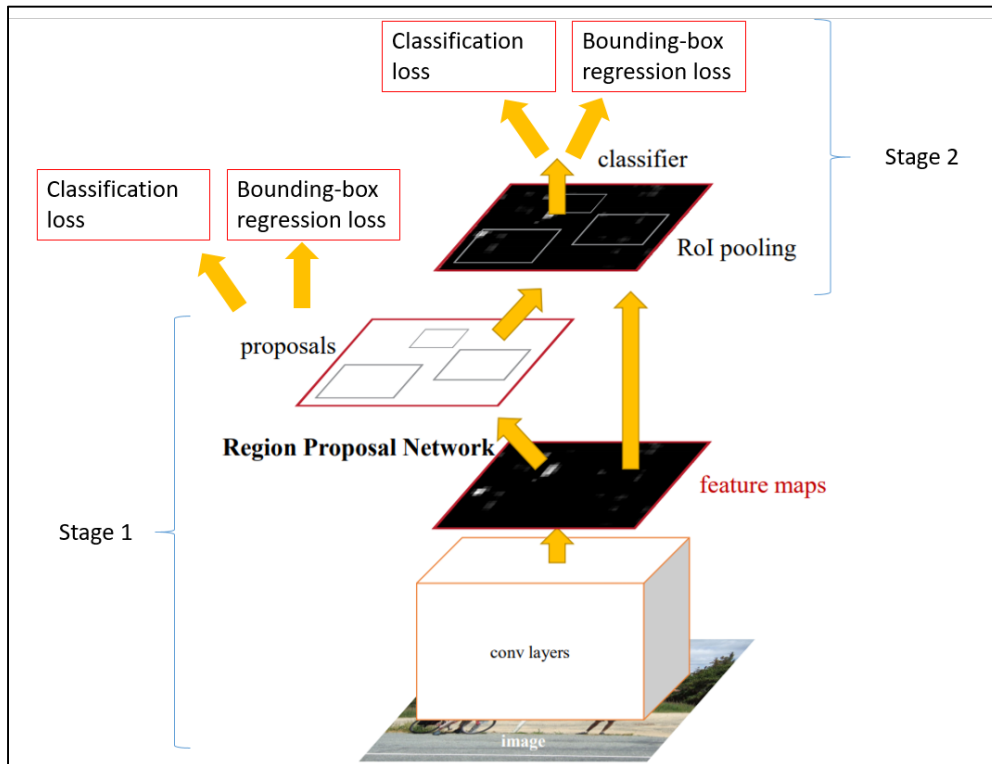 Classification
loss
Bounding-box
regression loss
classifier
Stage 2
Classification
loss
Bounding-box
regression loss
RoI pooling
proposals
Region Proposal Network
feature maps
Stage 1
conv layers
image